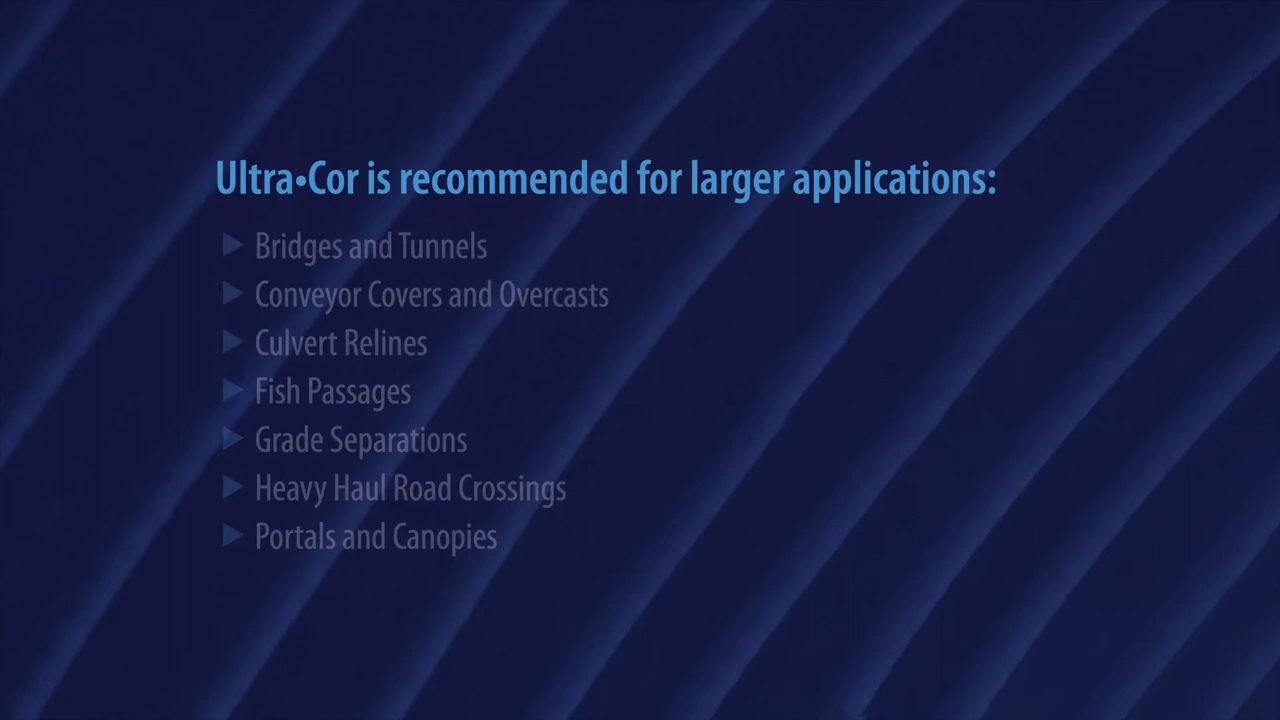 Ultra•Cor is recommended for larger applications:
▶ Bridges and Tunnels
▶ Conveyor Covers and Overcasts
▶ Culvert Relines
▶ Fish Passages
▶ Grade Separations
▶ Heavy Haul Road Crossings
▶ Portals and Canopies